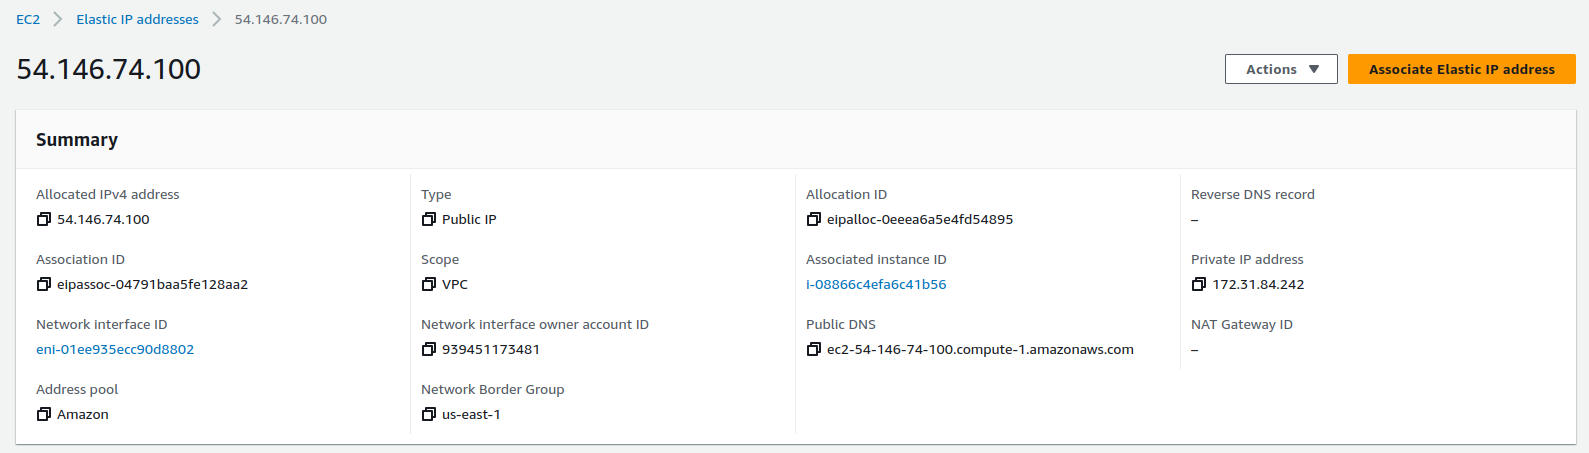 EC2 Elastic IP addresses 54.146.74.100
54.146.74.100
Actions
Associate Elastic IP address
Summary
Allocated IPv4 address
54.146.74.100
Type
Public IP
Allocation ID
eipalloc-0eeea6a5e4fd54895
Reverse DNS record
–
Association ID
eipassoc-04791baa5fe128aa2
Scope
VPC
Associated instance ID
i-08866c4efa6c41b56
Private IP address
172.31.84.242
Network interface ID
eni-01ee935ecc90d8802
Network interface owner account ID
939451173481
Public DNS
ec2-54-146-74-100.compute-1.amazonaws.com
NAT Gateway ID
–
Address pool
Amazon
Network Border Group
us-east-1